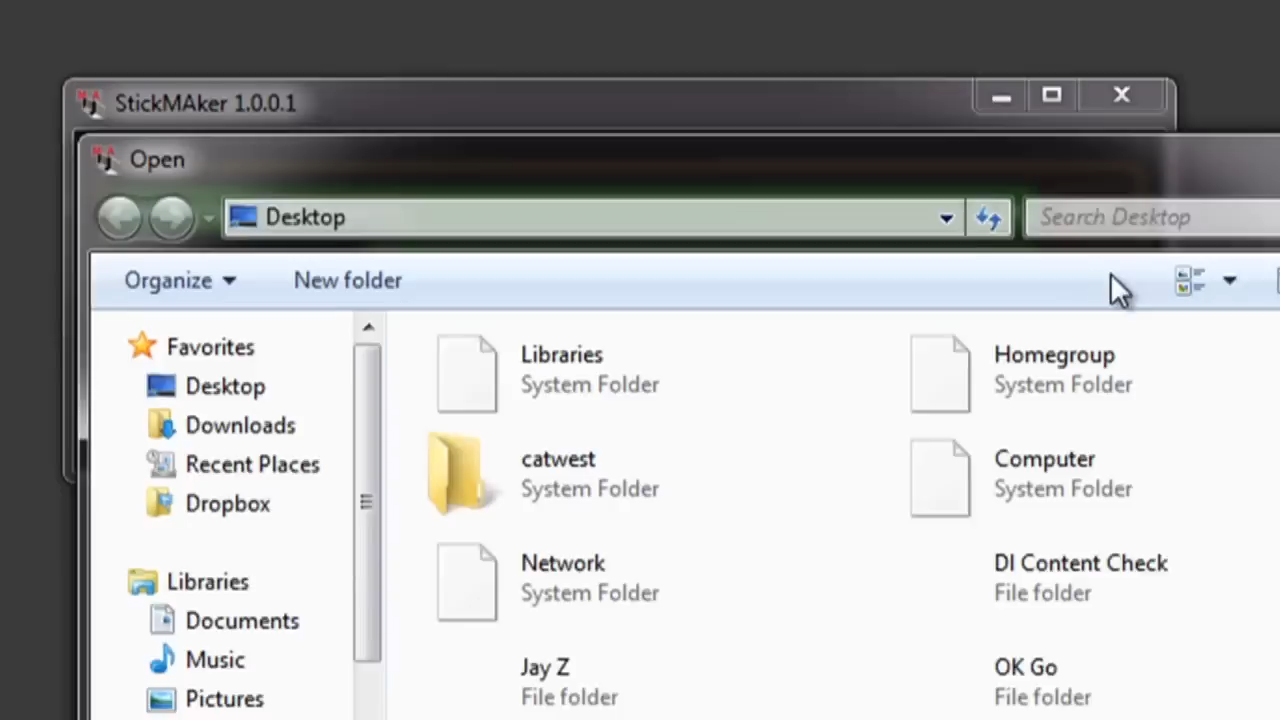 StickMAker 1.0.0.1
Open
Desktop
Search Desktop
Organize
New folder
Favorites
Desktop
Downloads
Recent Places
Dropbox
Libraries
Documents
Music
Pictures
Libraries
System Folder
Homegroup
System Folder
catwest
System Folder
Computer
System Folder
Network
System Folder
DI Content Check
File folder
Jay Z
File folder
OK Go
File folder